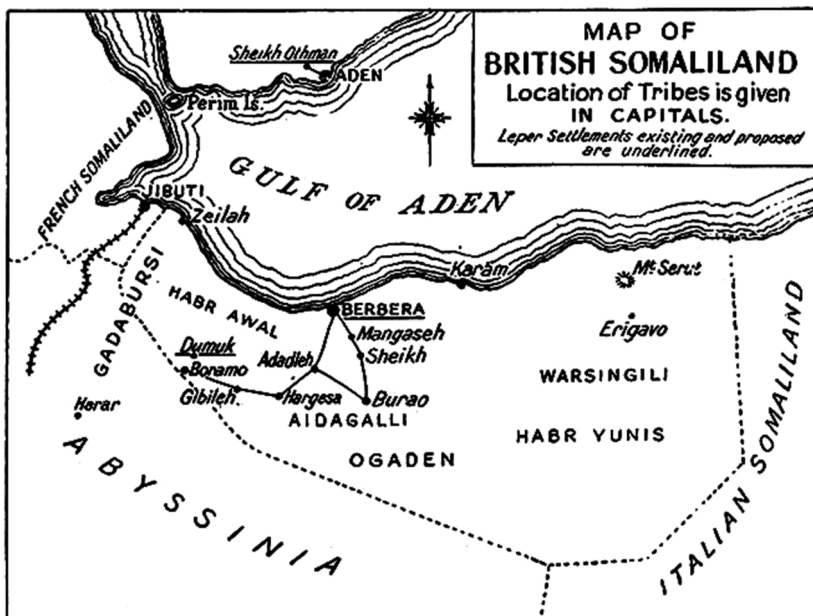 MAP OF
BRITISH SOMALILAND
Location of Tribes is given
IN CAPITALS.
Leper Settlements existing and proposed
are underlined.
Sheikh Othman
ADEN
Perim Is.
FRENCH SOMALILAND
GULF OF ADEN
JIBUTI
Zeilah
Karam
Mt Serut
GADABURSI
HABR AWAL
BERBERA
Mangaseh
Erigavo
Dumuk
Adadleh
Sheikh
Boramo
WARSINGILI
Gibileh
Hargesa
Burao
Harar
AIDAGALLI
HABR YUNIS
OGADEN
ABYSSINIA
ITALIAN SOMALILAND